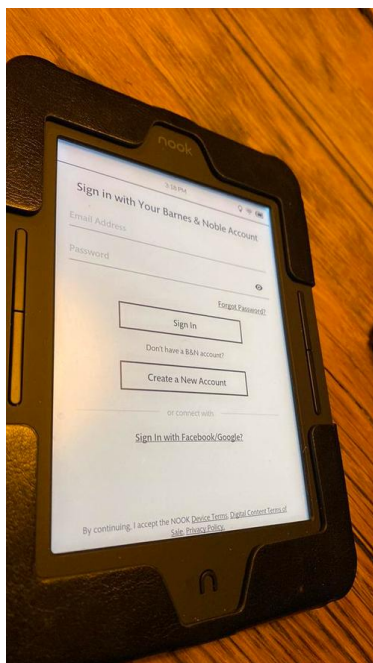 nook
3:58 PM
Sign in with Your Barnes & Noble Account
Email Address
Password
Forgot Password?
Sign In
Don't have a B&N account?
Create a New Account
or connect with
Sign In with Facebook/Google?
By continuing, I accept the NOOK Device Terms, Digital Content Terms of
Sale, Privacy Policy.
n